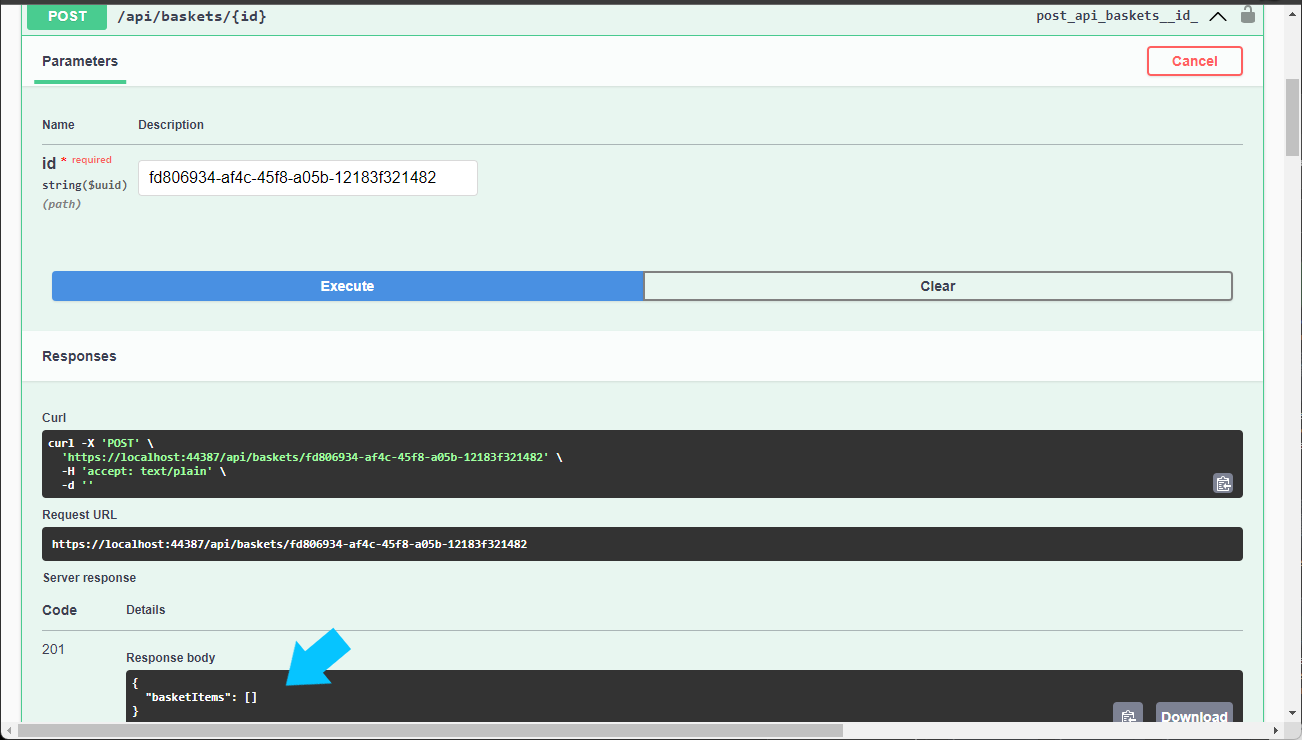 POST /api/baskets/{id} post_api_baskets__id_
Parameters Cancel
Name Description
id * required
string($uuid)
(path)
fd806934-af4c-45f8-a05b-12183f321482
Execute Clear
Responses
Curl
curl -X 'POST' \
'https://localhost:44387/api/baskets/fd806934-af4c-45f8-a05b-12183f321482' \
-H 'accept: text/plain' \
-d ''
Request URL
https://localhost:44387/api/baskets/fd806934-af4c-45f8-a05b-12183f321482
Server response
Code Details
201
Response body
{
"basketItems": []
}
Download